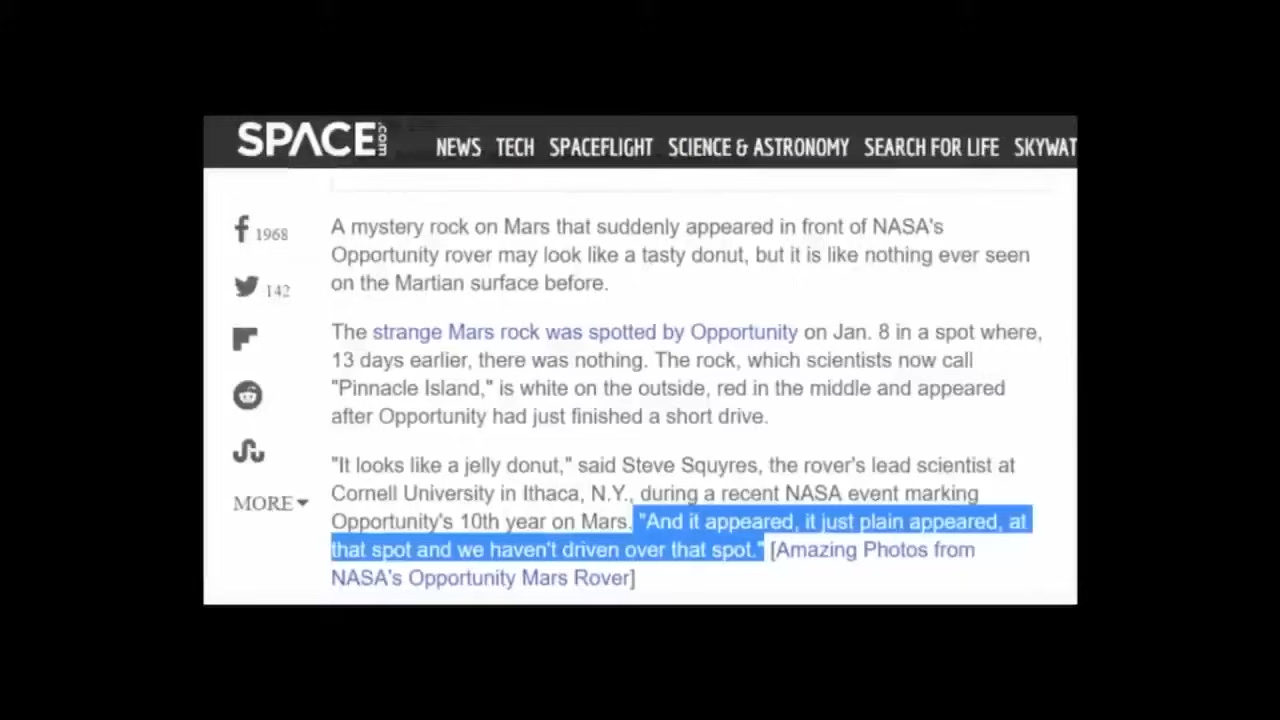 SPACE.com
NEWS TECH SPACEFLIGHT SCIENCE & ASTRONOMY SEARCH FOR LIFE SKYWAT
1968
142
MORE
A mystery rock on Mars that suddenly appeared in front of NASA's
Opportunity rover may look like a tasty donut, but it is like nothing ever seen
on the Martian surface before.
The strange Mars rock was spotted by Opportunity on Jan. 8 in a spot where,
13 days earlier, there was nothing. The rock, which scientists now call
"Pinnacle Island," is white on the outside, red in the middle and appeared
after Opportunity had just finished a short drive.
"It looks like a jelly donut," said Steve Squyres, the rover's lead scientist at
Cornell University in Ithaca, N.Y., during a recent NASA event marking
Opportunity's 10th year on Mars. "And it appeared, it just plain appeared, at
that spot and we haven't driven over that spot." [Amazing Photos from
NASA's Opportunity Mars Rover]